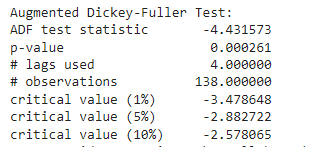 Augmented Dickey-Fuller Test:
ADF test statistic -4.431573
p-value 0.000261
# lags used 4.000000
# observations 138.000000
critical value (1%) -3.478648
critical value (5%) -2.882722
critical value (10%) -2.578065